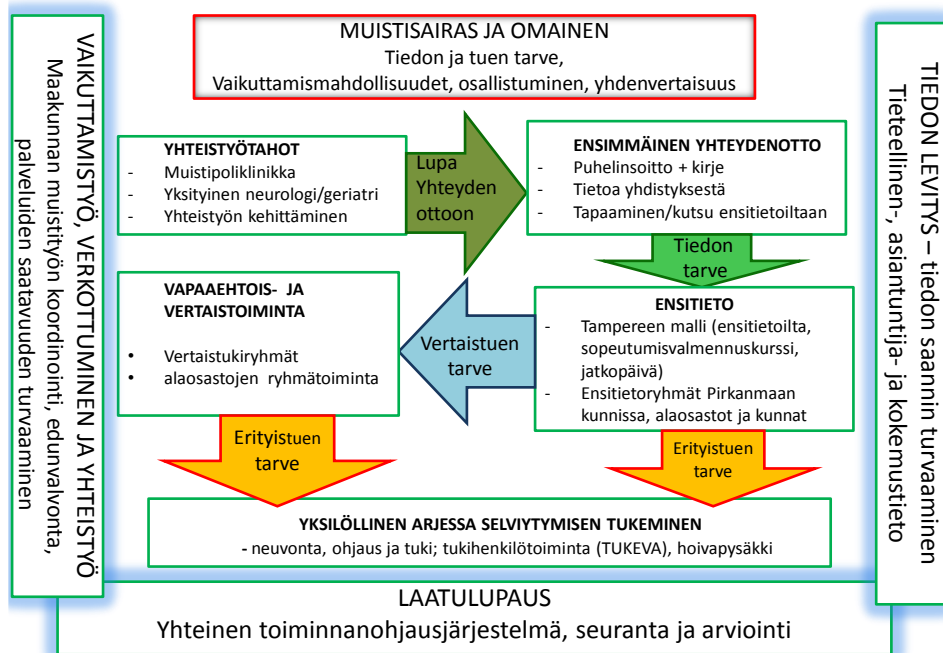 MUISTISAIRAS JA OMAINEN
Tiedon ja tuen tarve,
Vaikuttamismahdollisuudet, osallistuminen, yhdenvertaisuus
VAIKUTTAMISTYÖ, VERKOTTUMINEN JA YHTEISTYÖ
Maakunnan muistityön koordinointi, edunvalvonta,
palveluiden saatavuuden turvaaminen
YHTEISTYÖTAHOT
- Muistipoliklinikka
- Yksityinen neurologi/geriatri
- Yhteistyön kehittäminen
Lupa
Yhteyden
ottoon
ENSIMMÄINEN YHTEYDENOTTO
- Puhelinsoitto + kirje
- Tietoa yhdistyksestä
- Tapaaminen/kutsu ensitietoiltaan
Tiedon
tarve
VAPAAEHTOIS- JA
VERTAISTOIMINTA
• Vertaistukiryhmät
• alaosastojen ryhmätoiminta
Vertaistuen
tarve
ENSITIETO
- Tampereen malli (ensitietoilta,
sopeutumisvalmennuskurssi,
jatkopäivä)
- Ensitietoryhmät Pirkanmaan
kunnissa, alaosastot ja kunnat
Erityistuen
tarve
Erityistuen
tarve
YKSILÖLLINEN ARJESSA SELVIYTYMISEN TUKEMINEN
- neuvonta, ohjaus ja tuki; tukihenkilötoiminta (TUKEVA), hoivapysäkki
TIEDON LEVITYS – tiedon saannin turvaaminen
Tieteellinen-, asiantuntija- ja kokemustieto
LAATULUPAUS
Yhteinen toiminnanohjausjärjestelmä, seuranta ja arviointi